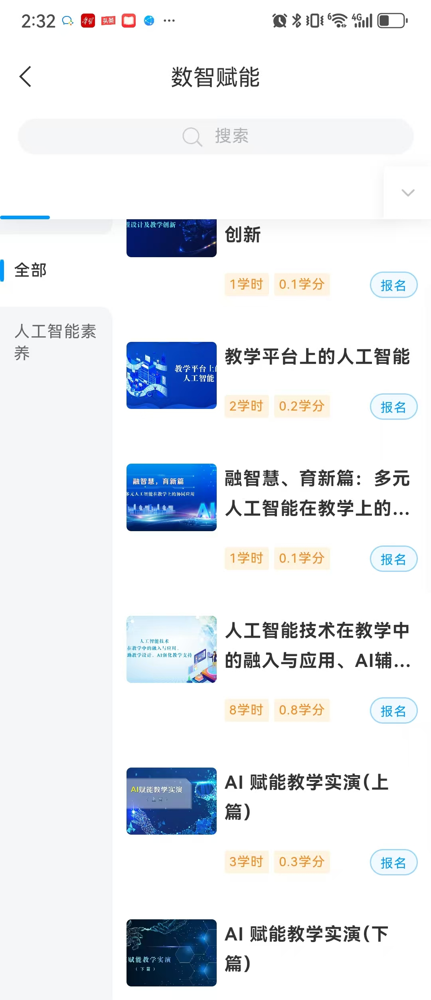 2:32
学习
头条
6
4G
数智赋能
搜索
程设计及教学创新
创新
全部
1学时
0.1学分
报名
人工智能素
养
教学平台上的
人工智能
教学平台上的人工智能
2学时
0.2学分
报名
融智慧，育新篇
多元人工智能在教学上的协同应用
AI
融智慧、育新篇：多元
人工智能在教学上的...
1学时
0.1学分
报名
人工智能技术
在教学中的融入与应用、
助教学设计、AI强化教学支持
人工智能技术在教学中
的融入与应用、AI辅...
8学时
0.8学分
报名
AI赋能教学实演
（上篇）
AI 赋能教学实演(上
篇)
3学时
0.3学分
报名
赋能教学实演
（下篇）
AI 赋能教学实演(下
篇)